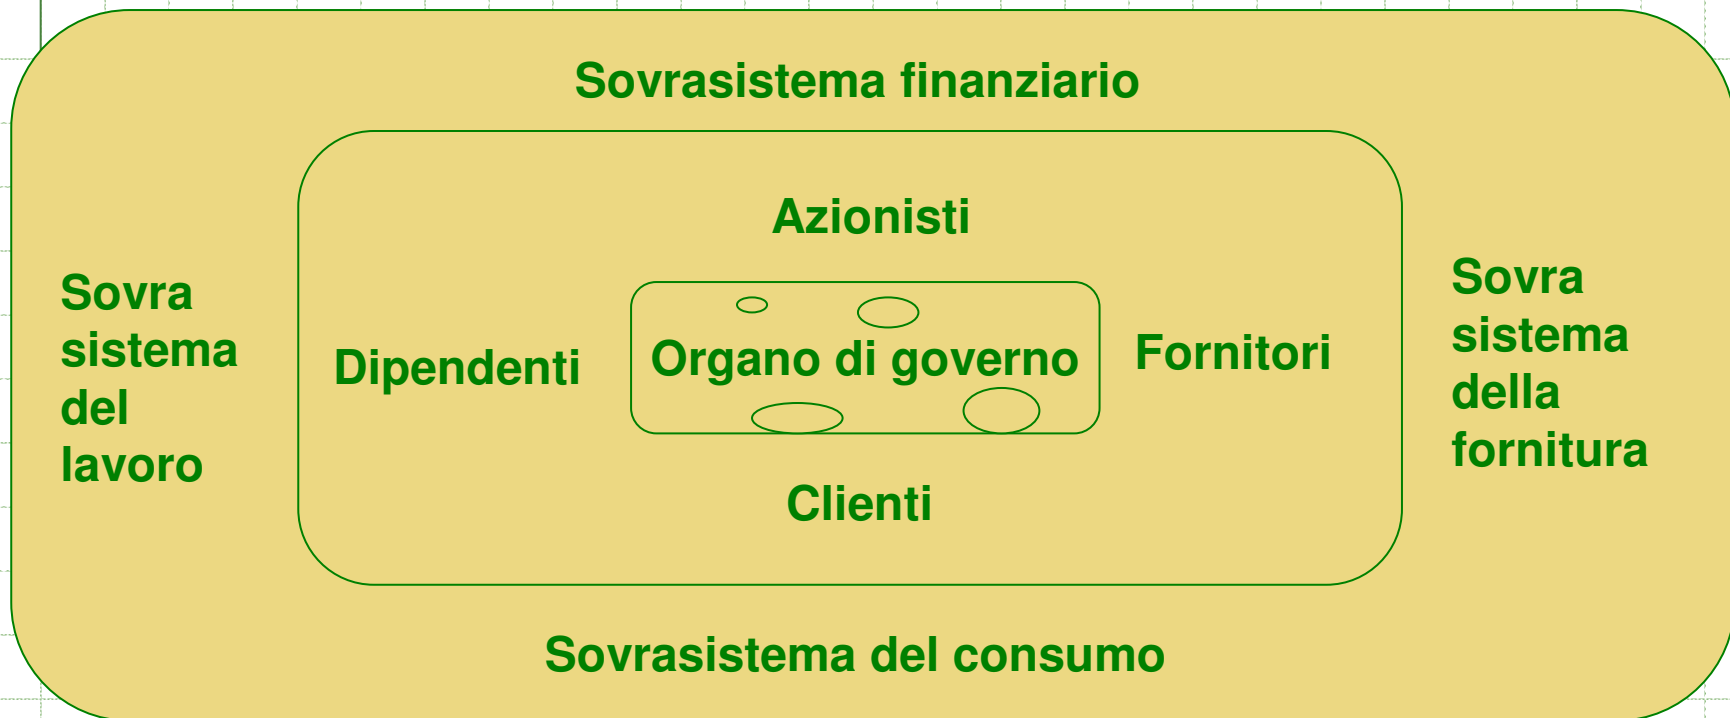 Sovrasistema finanziario
Azionisti
Sovra
sistema
del
lavoro
Dipendenti
Organo di governo
Fornitori
Sovra
sistema
della
fornitura
Clienti
Sovrasistema del consumo